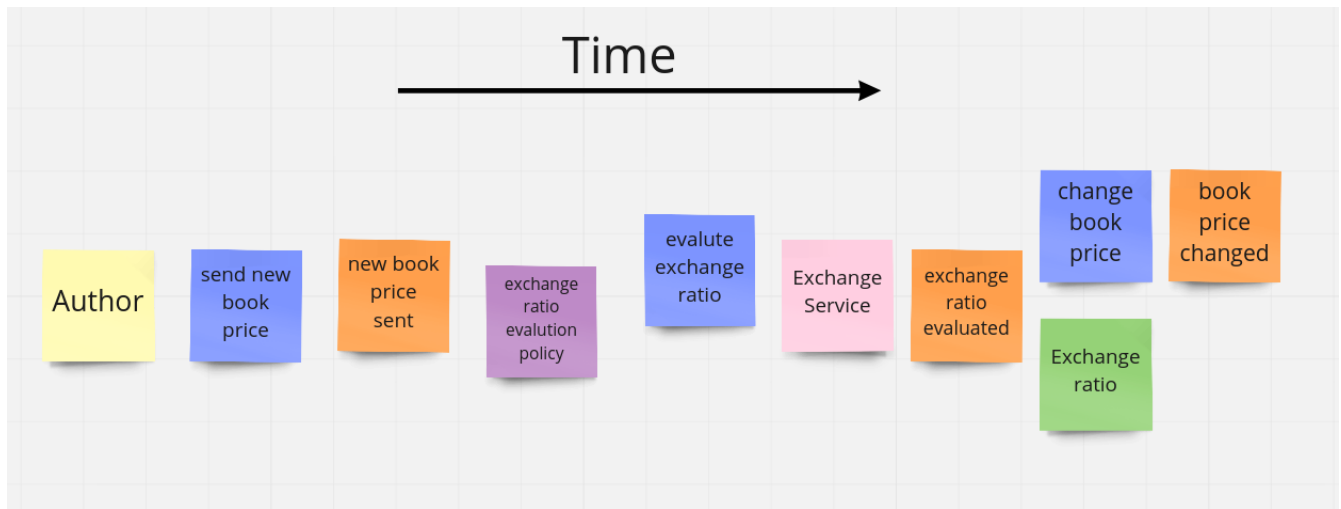 Time
Author
send new
book
price
new book
price
sent
exchange
ratio
evalution
policy
evalute
exchange
ratio
Exchange
Service
exchange
ratio
evaluated
change
book
price
book
price
changed
Exchange
ratio